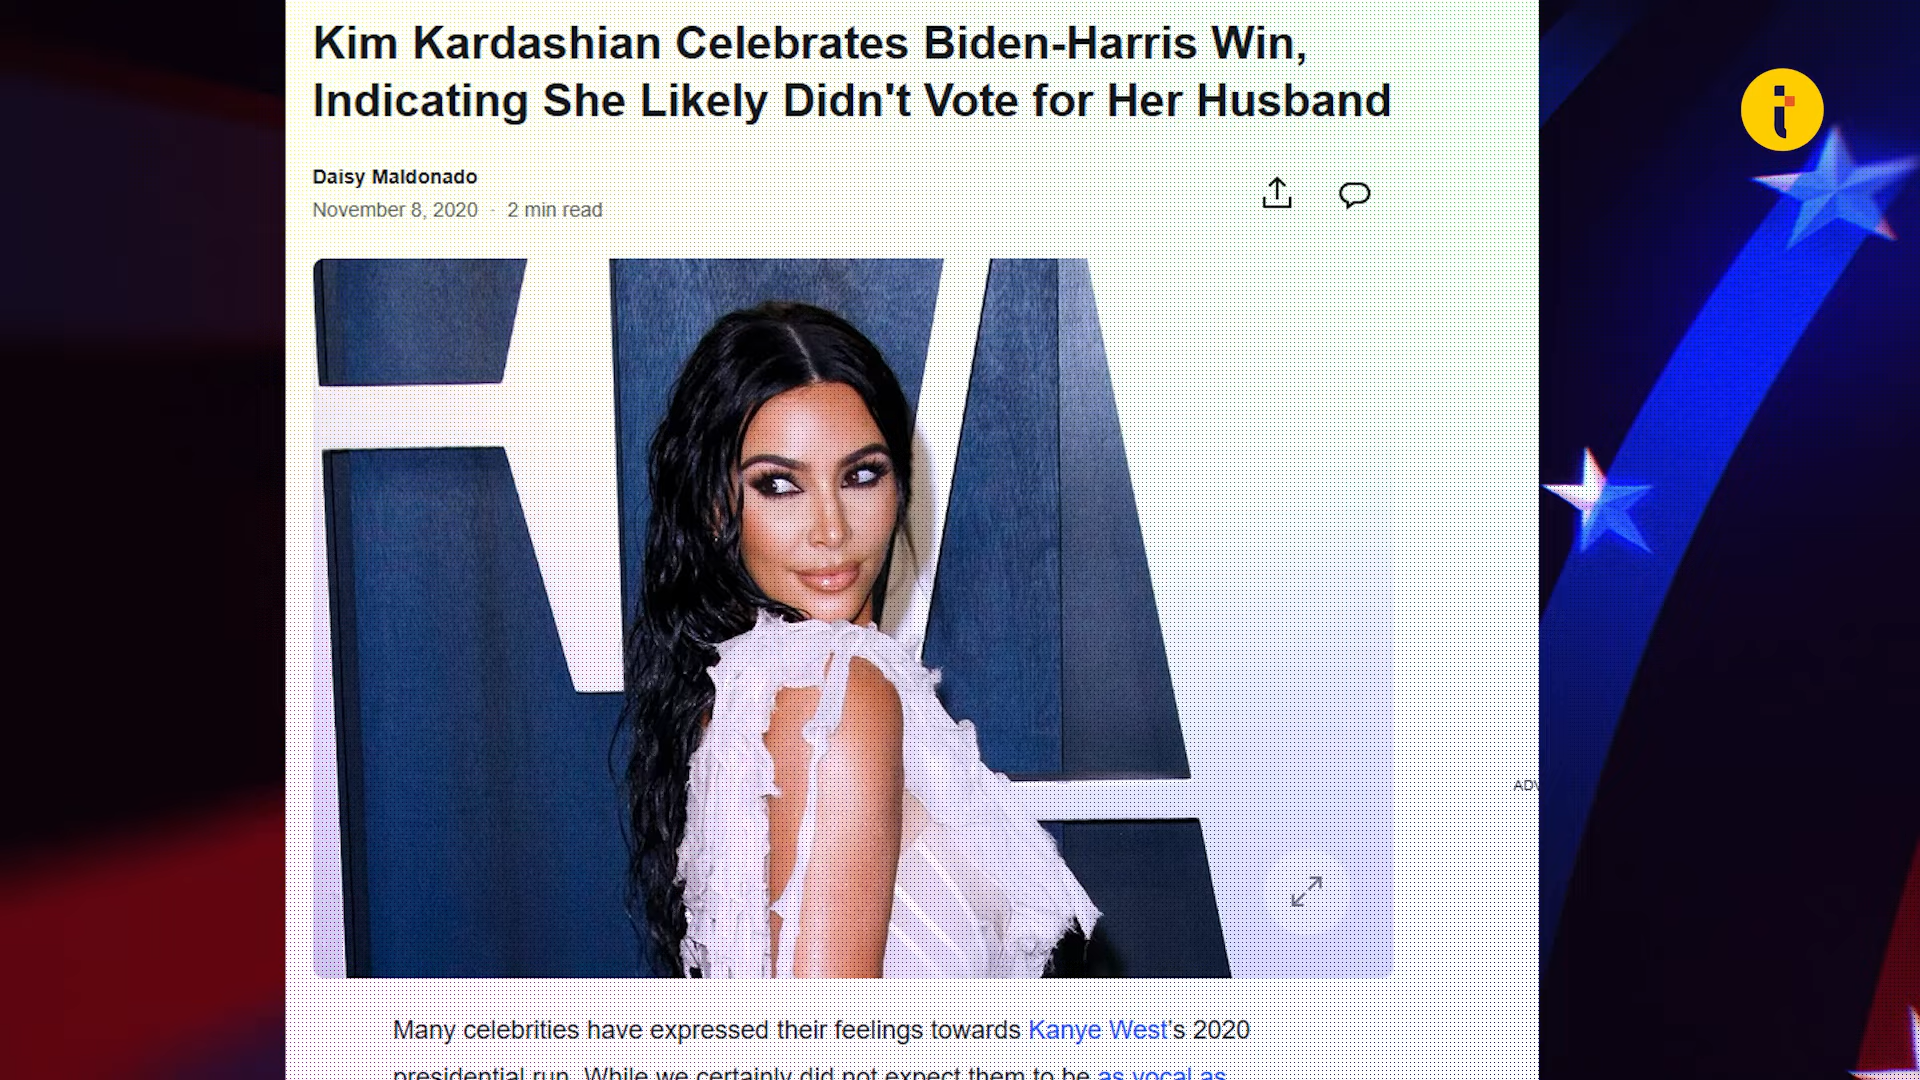 Kim Kardashian Celebrates Biden-Harris Win,
Indicating She Likely Didn't Vote for Her Husband
Daisy Maldonado
November 8, 2020 · 2 min read
ADV
Many celebrities have expressed their feelings towards Kanye West's 2020
presidential run. While we certainly did not expect them to be as vocal as